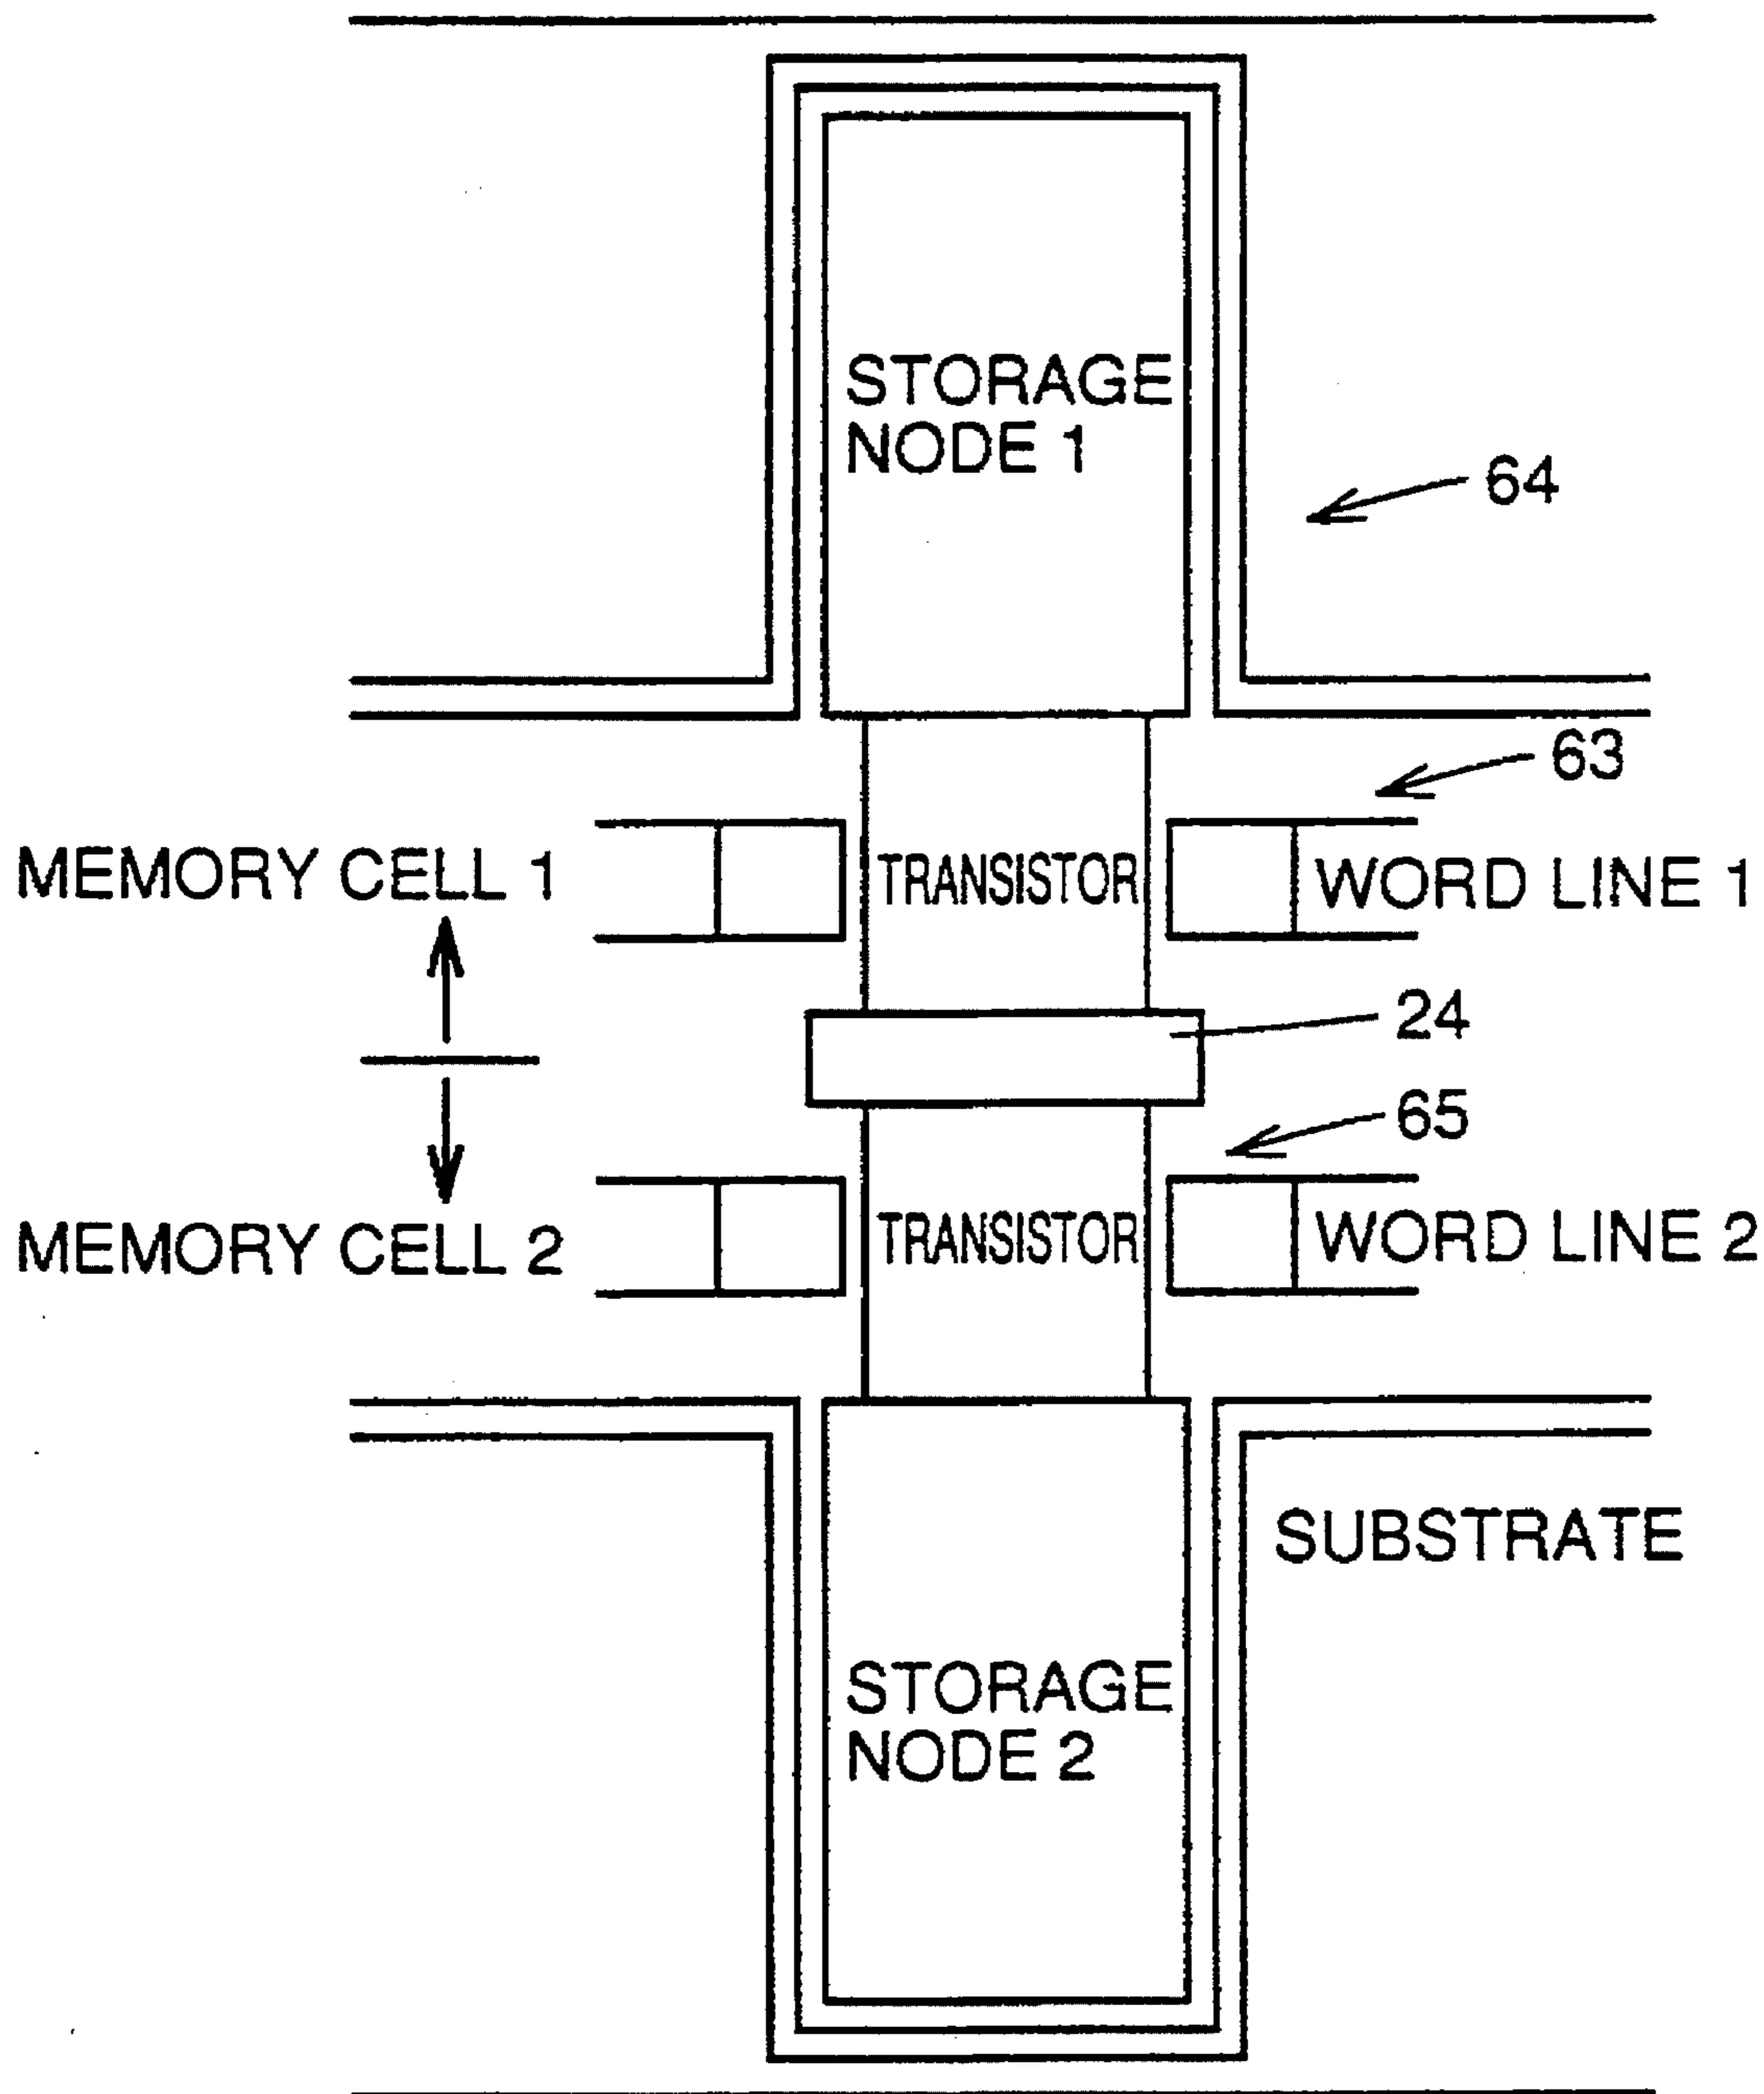 STORAGE
NODE 1
64
63
MEMORY CELL 1
TRANSISTOR
WORD LINE 1
24
65
MEMORY CELL 2
TRANSISTOR
WORD LINE 2
SUBSTRATE
STORAGE
NODE 2